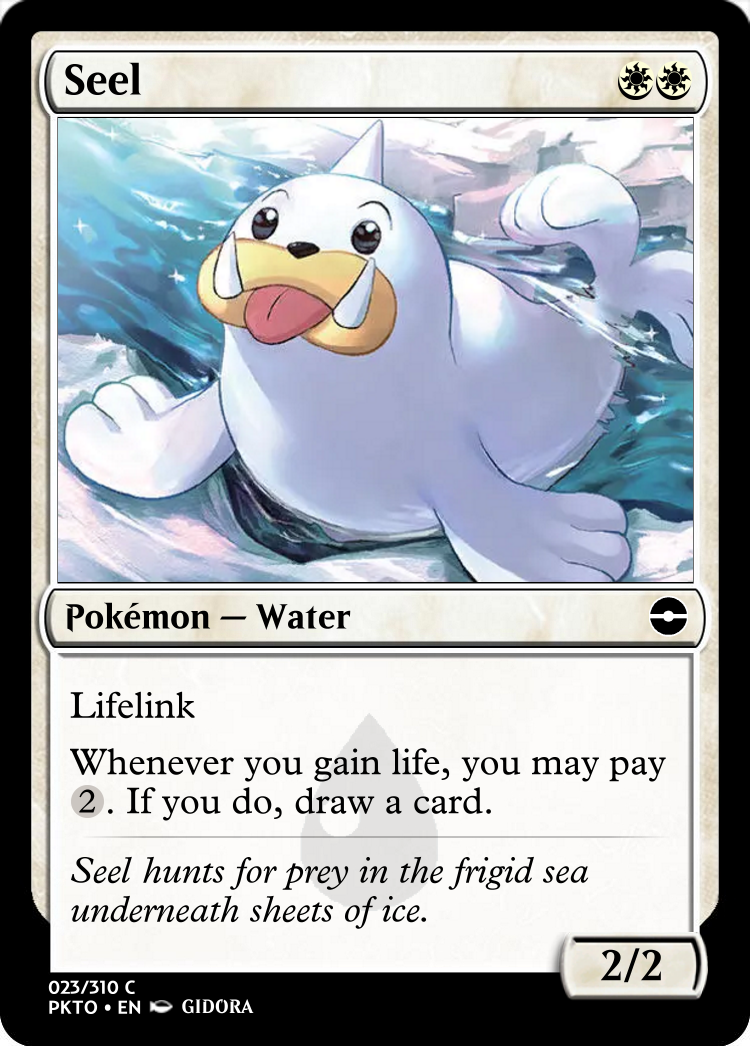 Seel
Pokémon — Water
Lifelink
Whenever you gain life, you may pay
2. If you do, draw a card.
Seel hunts for prey in the frigid sea
underneath sheets of ice.
2/2
023/310 C
PKTO • EN GIDORA